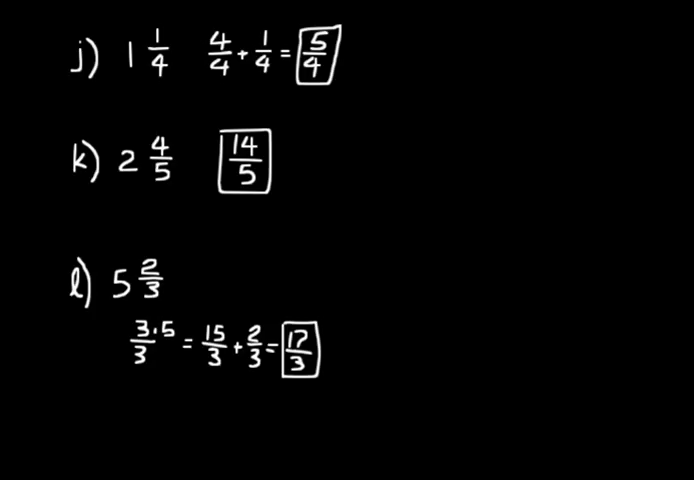 j) 1 1/4 4/4 + 1/4 = 5/4
k) 2 4/5 14/5
l) 5 2/3
3·5/3 = 15/3 + 2/3 = 17/3